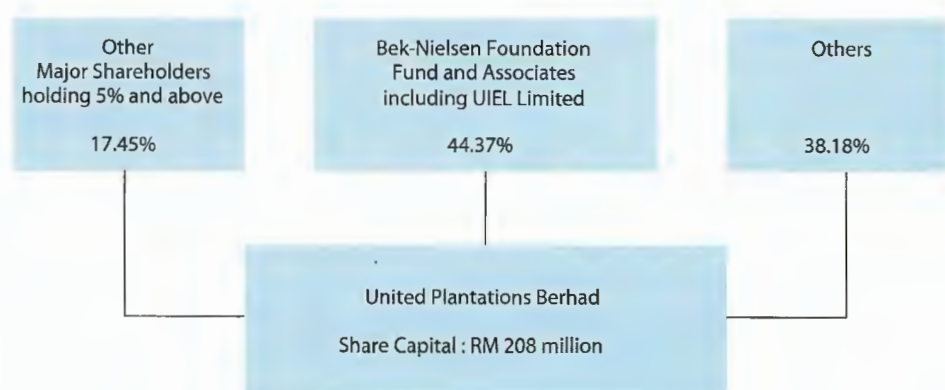 Other
Major Shareholders
holding 5% and above
17.45%
Bek-Nielsen Foundation
Fund and Associates
including UIEL Limited
44.37%
Others
38.18%
United Plantations Berhad
Share Capital : RM 208 million